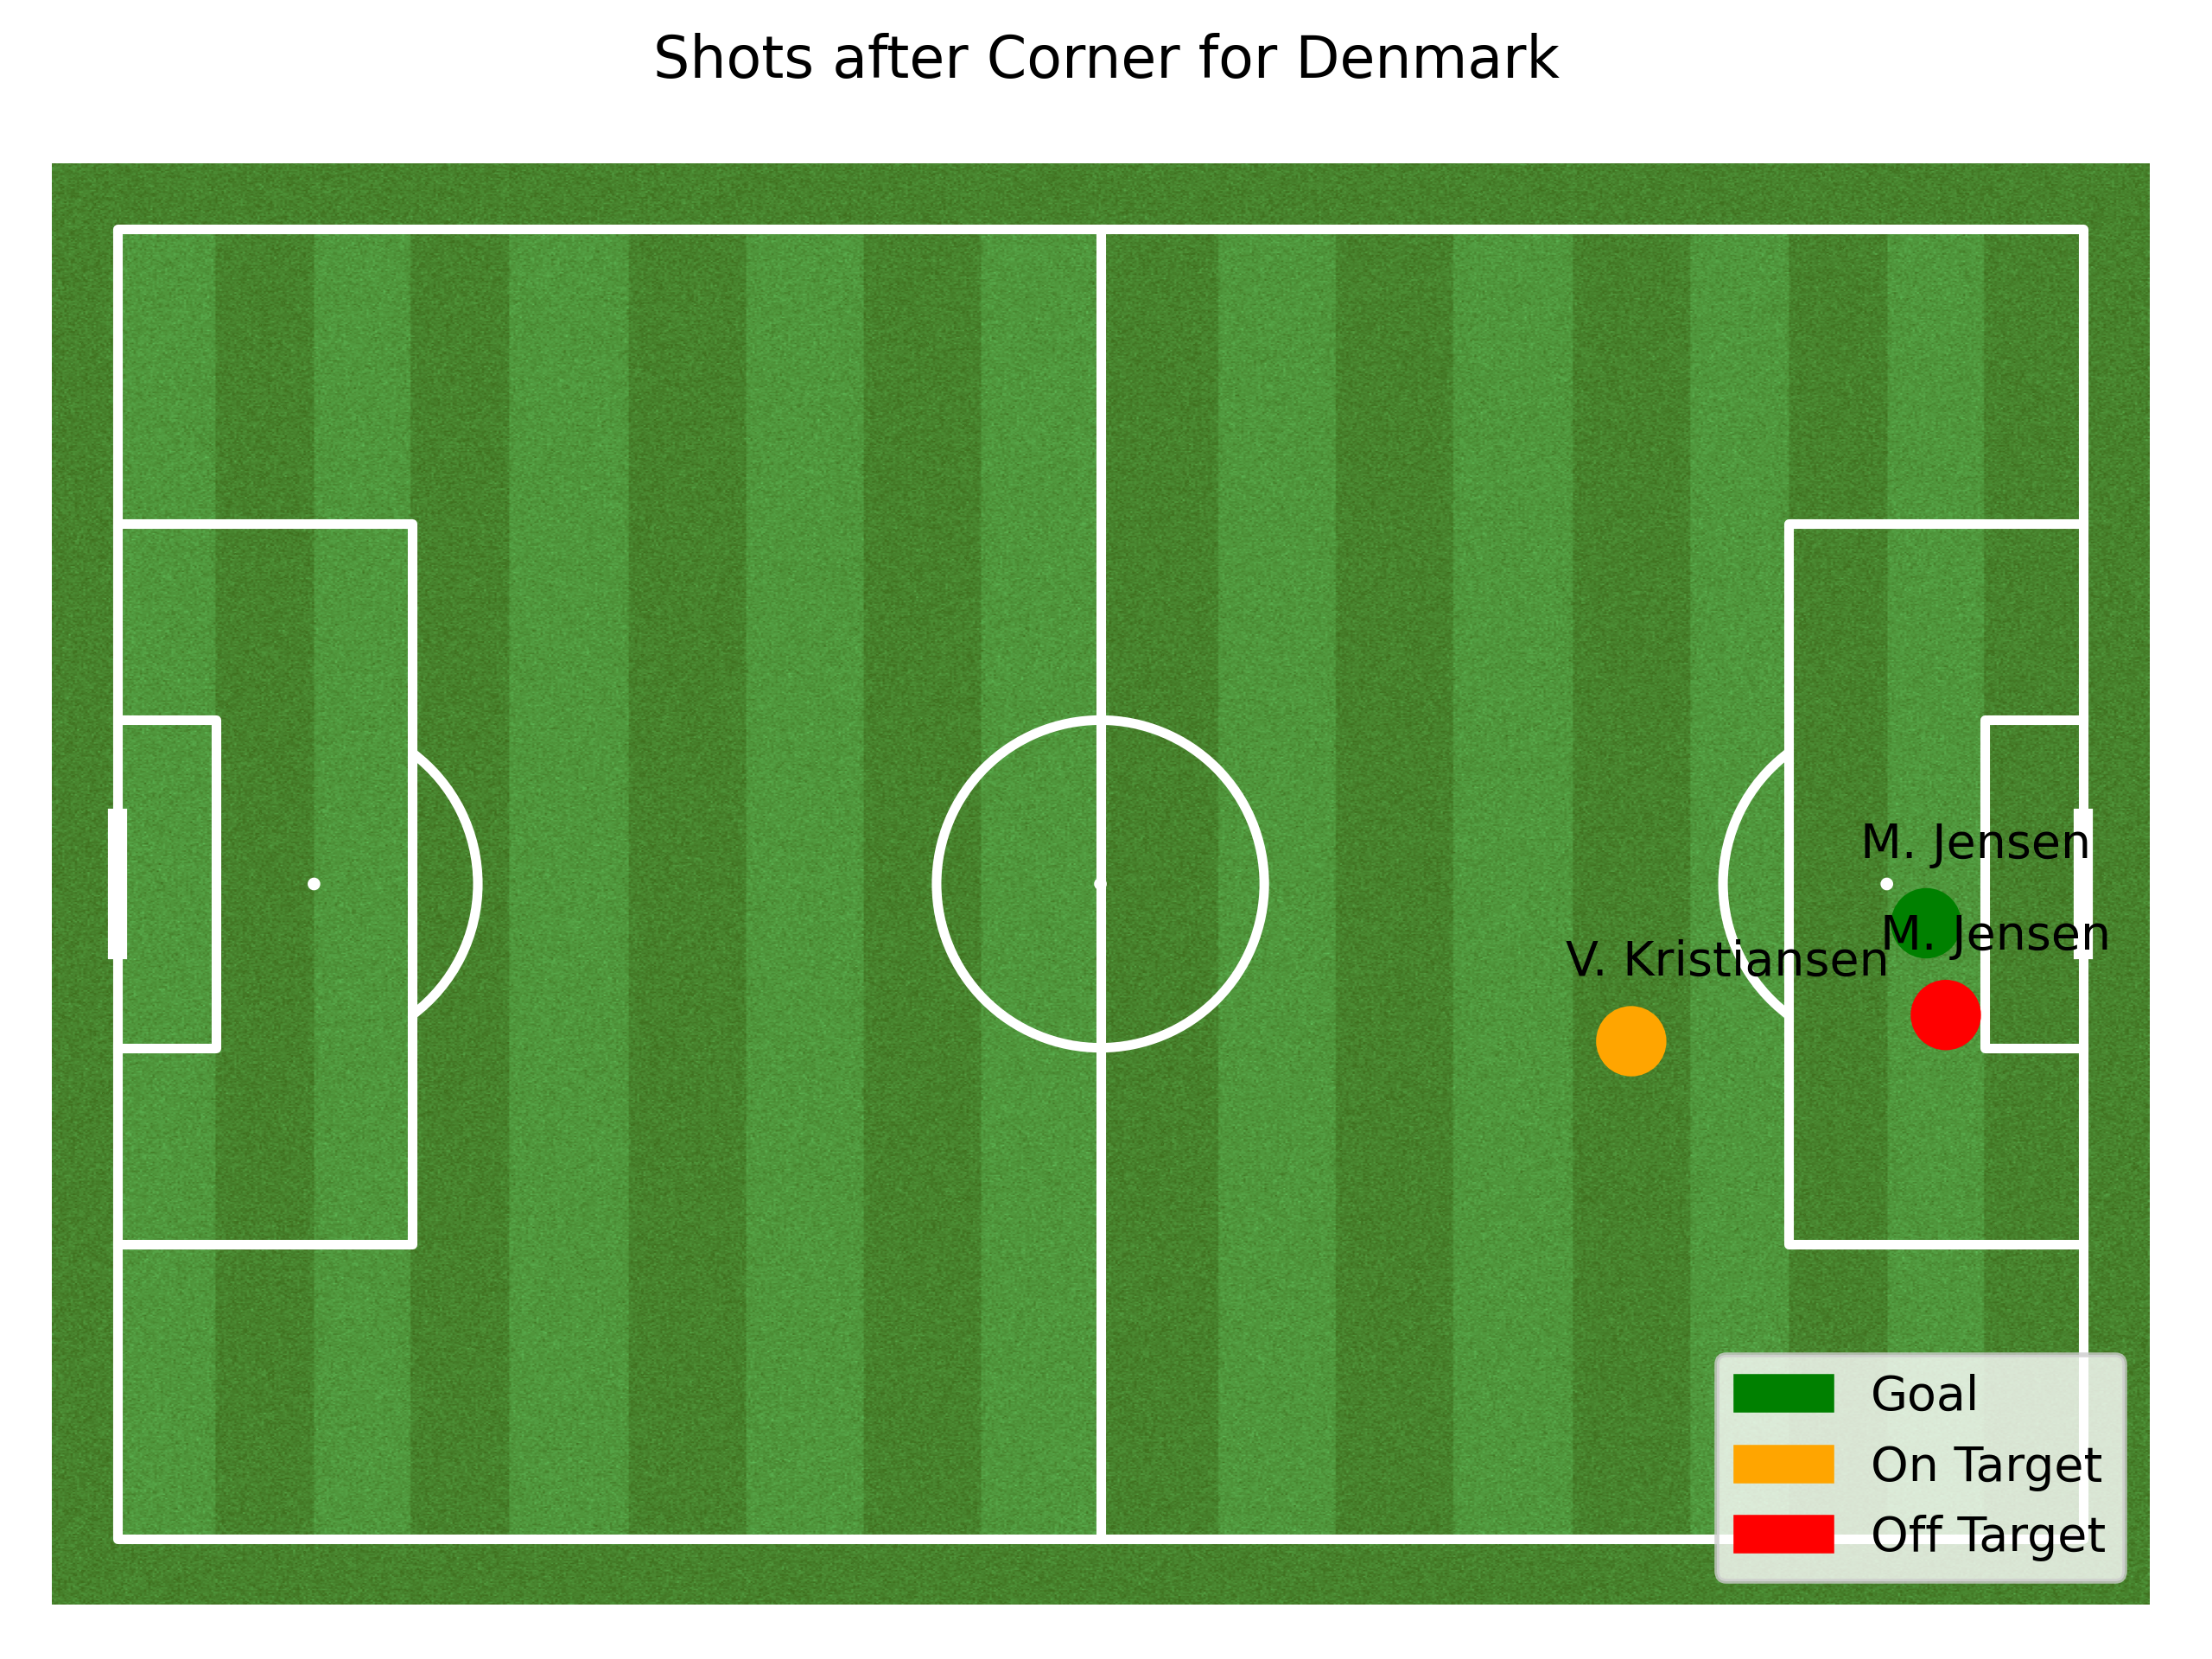 Shots after Corner for Denmark
M. Jensen
M. Jensen
V. Kristiansen
Goal
On Target
Off Target